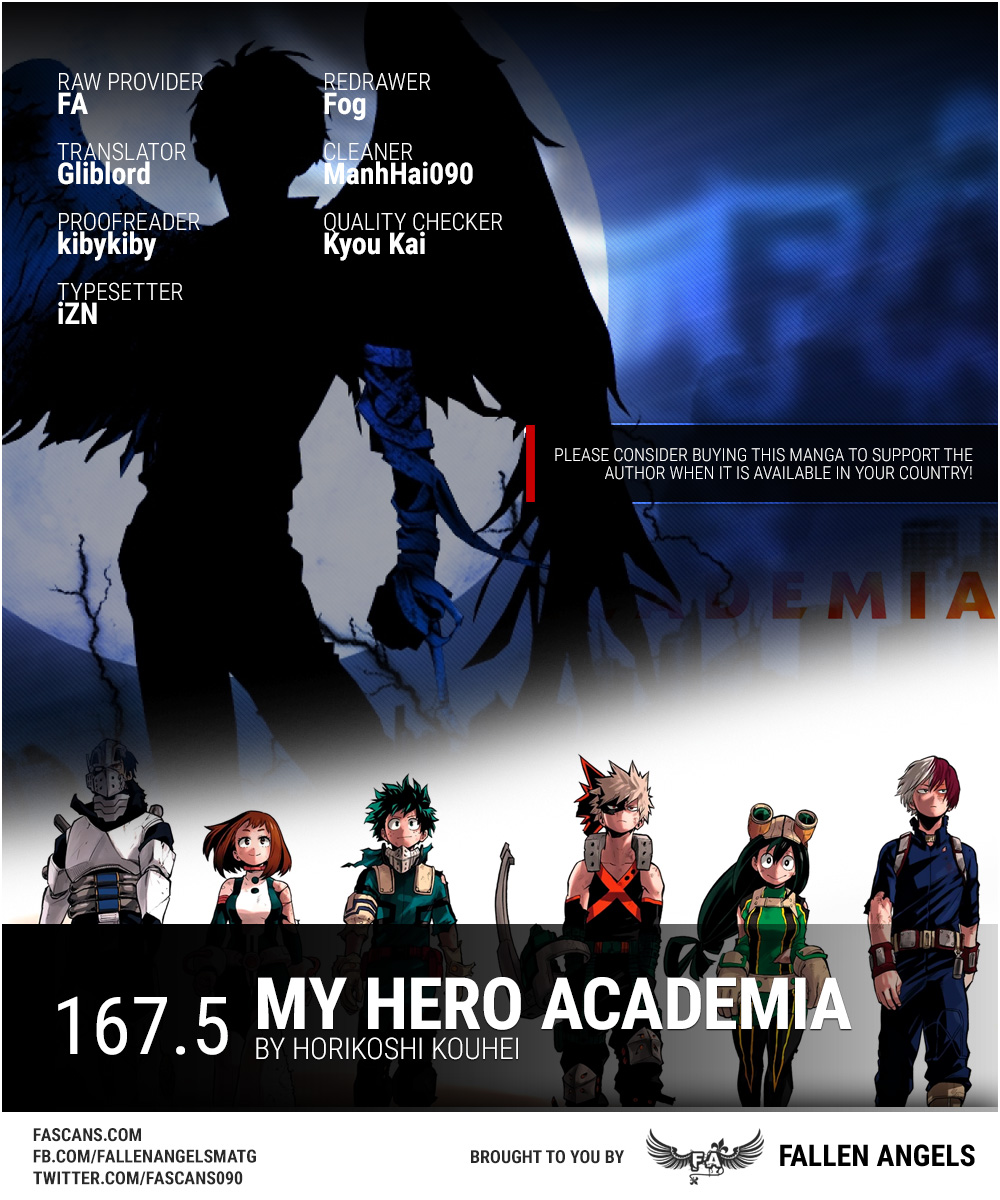 RAW PROVIDER
FA
TRANSLATOR
Gliblord
PROOFREADER
kibykiby
TYPESETTER
iZN
REDRAWER
Fog
CLEANER
ManhHai090
QUALITY CHECKER
Kyou Kai
PLEASE CONSIDER BUYING THIS MANGA TO SUPPORT THE
AUTHOR WHEN IT IS AVAILABLE IN YOUR COUNTRY!
DEMIA
167.5
MY HERO ACADEMIA
BY HORIKOSHI KOUHEI
FASCANS.COM
FB.COM/FALLENANGELSMATG
TWITTER.COM/FASCANS090
BROUGHT TO YOU BY
FA
FALLEN ANGELS